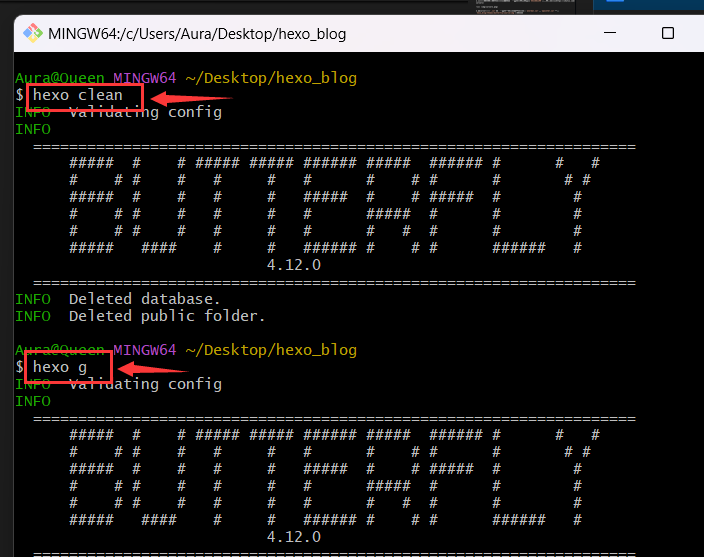 MINGW64:/c/Users/Aura/Desktop/hexo_blog
Aura@Queen MINGW64 ~/Desktop/hexo_blog
$ hexo clean
INFO  Validating config
INFO
===================================================================
##### #    # ##### ##### ###### #####  ###### #      #   #
#    # #    #   #     #   #      #    # #      #       # #
#####  #    #   #     #   #####  #    # #####  #        #
#    # #    #   #     #   #      #####  #      #        #
#    # #    #   #     #   #      #   #  #      #        #
#####   ####    #     #   ###### #    # #      ######   #
4.12.0
===================================================================
INFO  Deleted database.
INFO  Deleted public folder.
Aura@Queen MINGW64 ~/Desktop/hexo_blog
$ hexo g
INFO  Validating config
INFO
===================================================================
##### #    # ##### ##### ###### #####  ###### #      #   #
#    # #    #   #     #   #      #    # #      #       # #
#####  #    #   #     #   #####  #    # #####  #        #
#    # #    #   #     #   #      #####  #      #        #
#    # #    #   #     #   #      #   #  #      #        #
#####   ####    #     #   ###### #    # #      ######   #
4.12.0